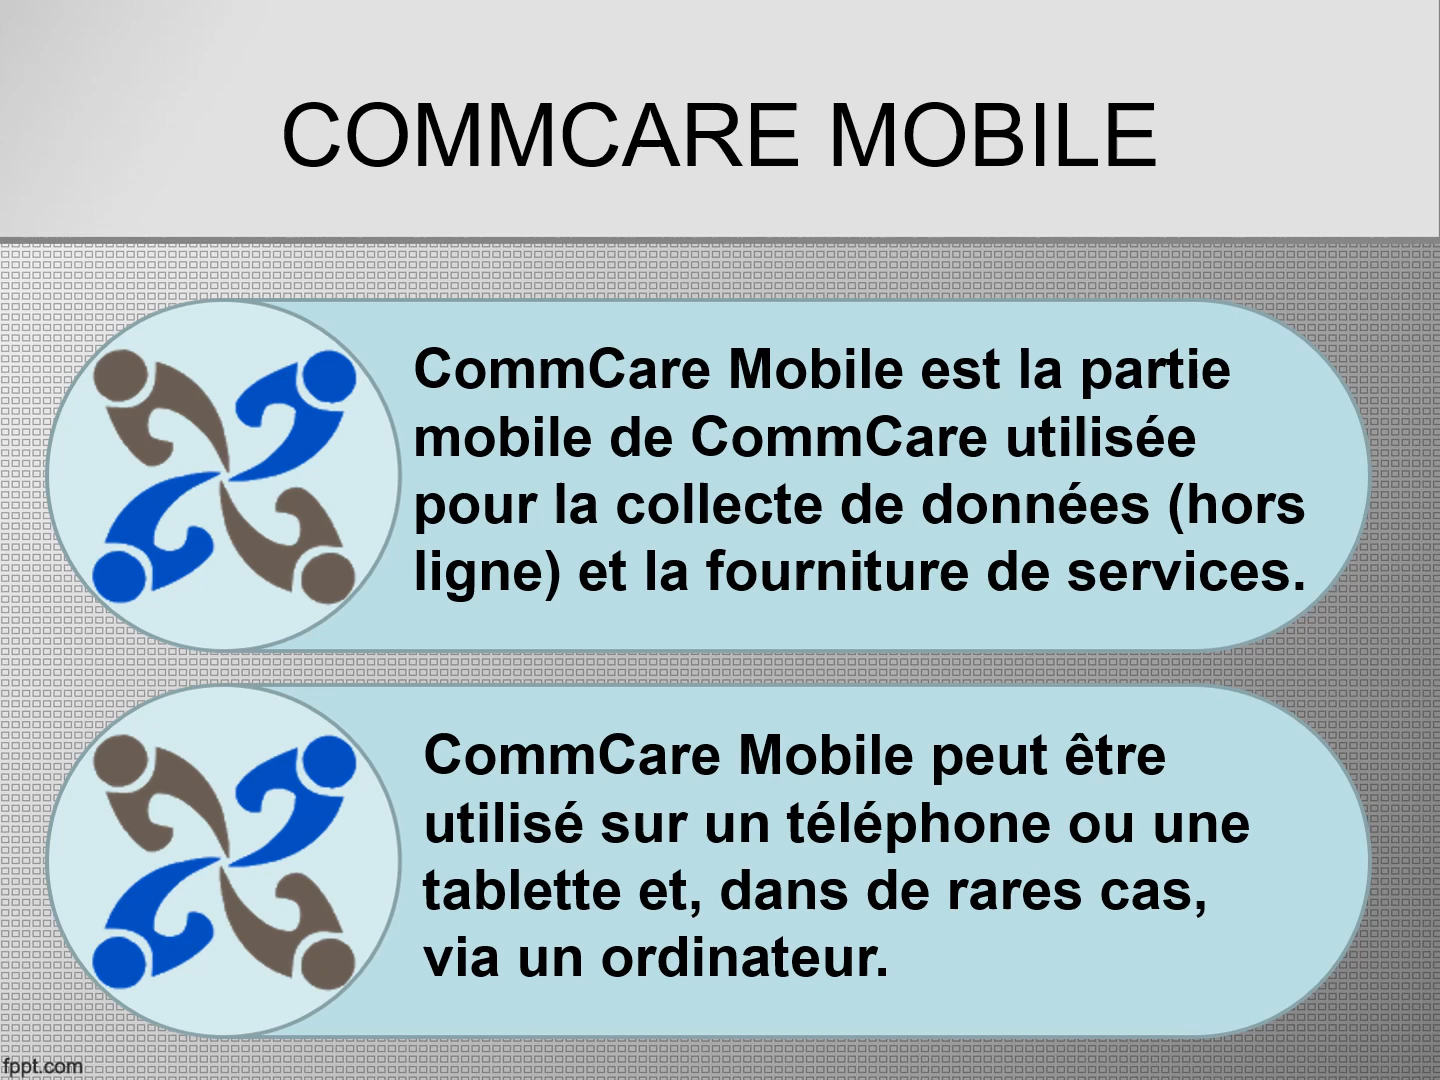 COMMCARE MOBILE
CommCare Mobile est la partie
mobile de CommCare utilisée
pour la collecte de données (hors
ligne) et la fourniture de services.
CommCare Mobile peut être
utilisé sur un téléphone ou une
tablette et, dans de rares cas,
via un ordinateur.
fppt.com